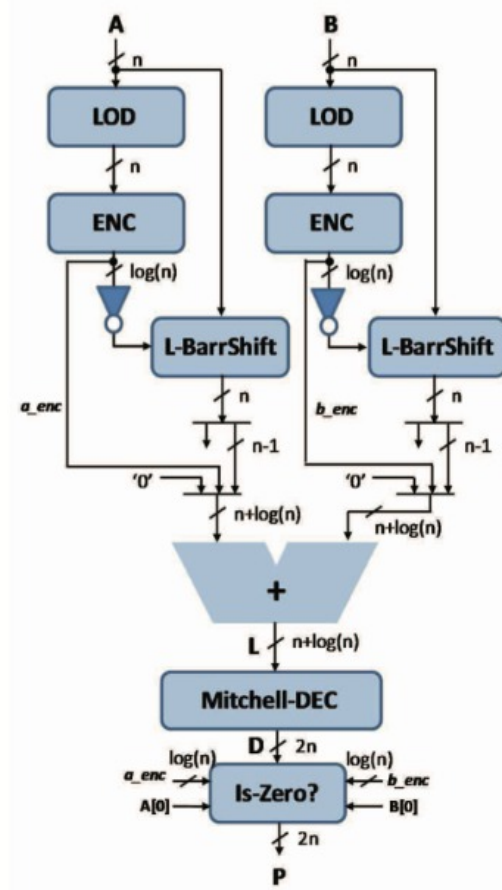 A B
n n
LOD LOD
n n
ENC ENC
log(n) log(n)
L-BarrShift L-BarrShift
a_enc n b_enc n
n-1 n-1
‘0’ ‘0’
n+log(n) n+log(n)
+
L n+log(n)
Mitchell-DEC
D 2n
log(n) log(n)
a_enc Is-Zero? b_enc
A[0] B[0]
2n
P